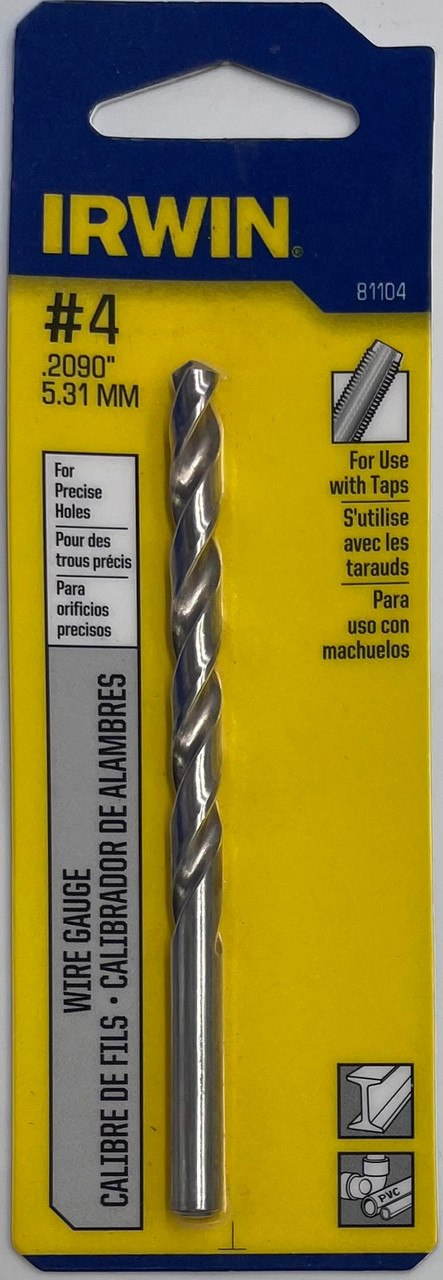 IRWIN®
81104
#4
.2090"
5.31 MM
For
Precise
Holes
Pour des
trous précis
Para
orificios
precisos
For Use
with Taps
S'utilise
avec les
tarauds
Para
uso con
machuelos
WIRE GAUGE
CALIBRE DE FILS • CALIBRADOR DE ALAMBRES
PVC